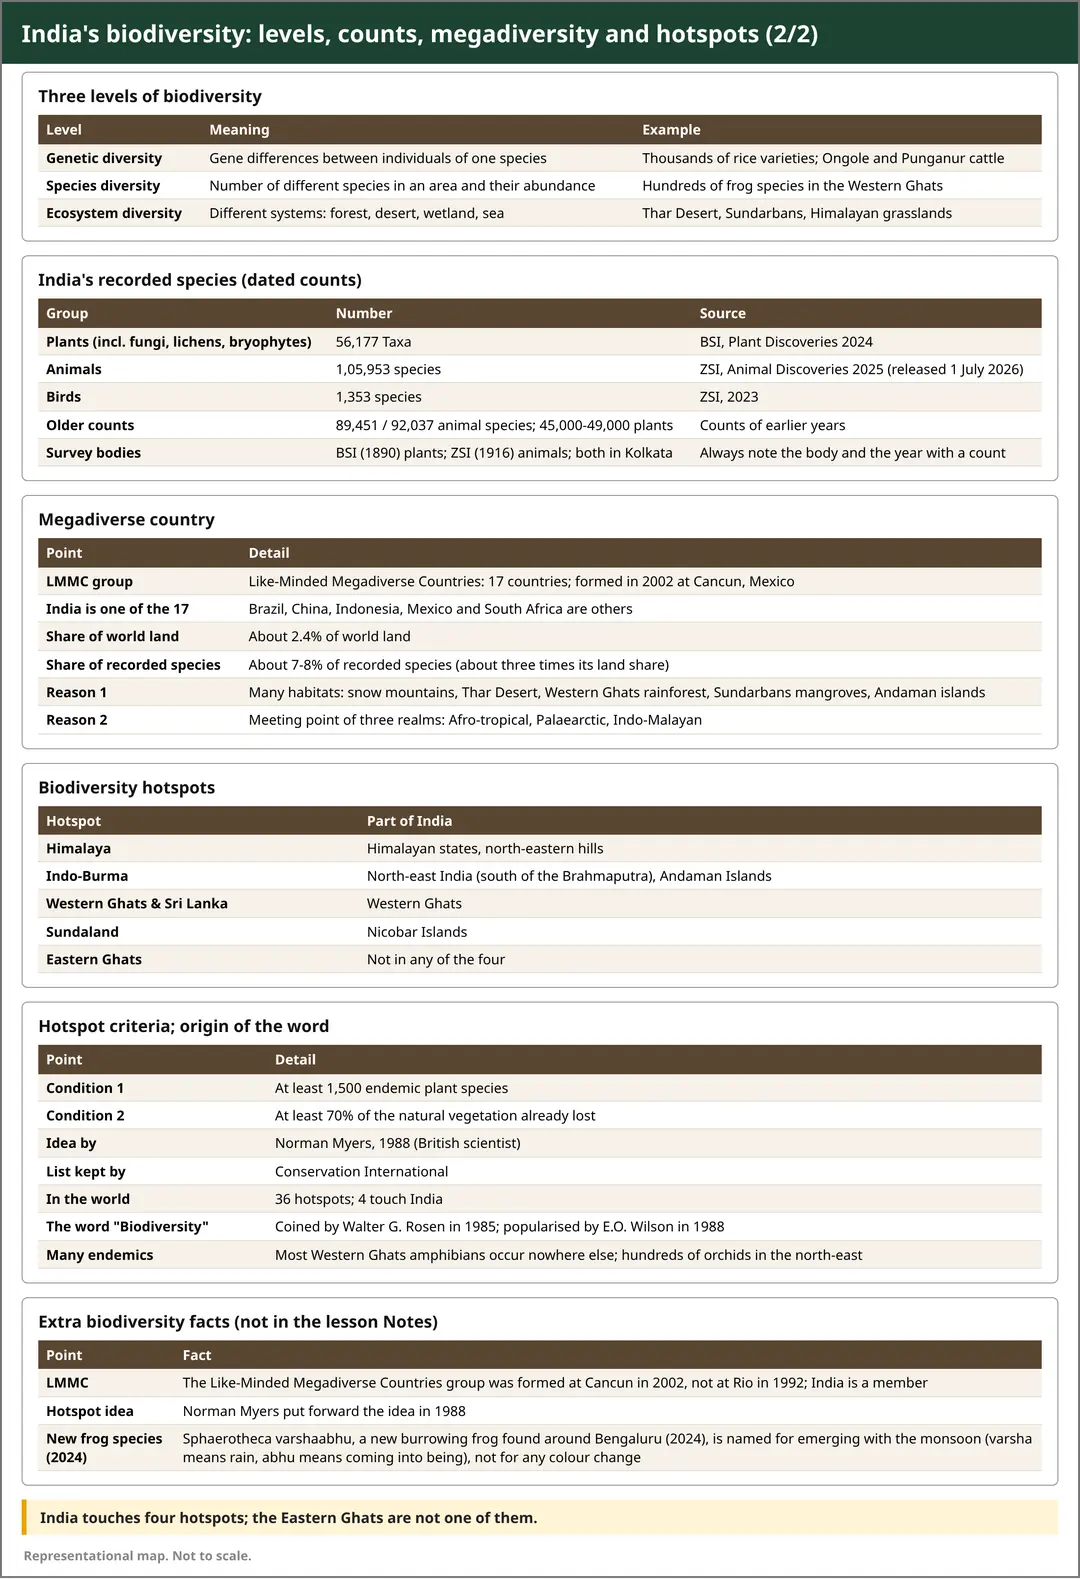 India's biodiversity: levels, counts, megadiversity and hotspots (2/2)
Three levels of biodiversity
Level Meaning Example
Genetic diversity Gene differences between individuals of one species Thousands of rice varieties; Ongole and Punganur cattle
Species diversity Number of different species in an area and their abundance Hundreds of frog species in the Western Ghats
Ecosystem diversity Different systems: forest, desert, wetland, sea Thar Desert, Sundarbans, Himalayan grasslands
India's recorded species (dated counts)
Group Number Source
Plants (incl. fungi, lichens, bryophytes) 56,177 Taxa BSI, Plant Discoveries 2024
Animals 1,05,953 species ZSI, Animal Discoveries 2025 (released 1 July 2026)
Birds 1,353 species ZSI, 2023
Older counts 89,451 / 92,037 animal species; 45,000-49,000 plants Counts of earlier years
Survey bodies BSI (1890) plants; ZSI (1916) animals; both in Kolkata Always note the body and the year with a count
Megadiverse country
Point Detail
LMMC group Like-Minded Megadiverse Countries: 17 countries; formed in 2002 at Cancun, Mexico
India is one of the 17 Brazil, China, Indonesia, Mexico and South Africa are others
Share of world land About 2.4% of world land
Share of recorded species About 7-8% of recorded species (about three times its land share)
Reason 1 Many habitats: snow mountains, Thar Desert, Western Ghats rainforest, Sundarbans mangroves, Andaman islands
Reason 2 Meeting point of three realms: Afro-tropical, Palaearctic, Indo-Malayan
Biodiversity hotspots
Hotspot Part of India
Himalaya Himalayan states, north-eastern hills
Indo-Burma North-east India (south of the Brahmaputra), Andaman Islands
Western Ghats & Sri Lanka Western Ghats
Sundaland Nicobar Islands
Eastern Ghats Not in any of the four
Hotspot criteria; origin of the word
Point Detail
Condition 1 At least 1,500 endemic plant species
Condition 2 At least 70% of the natural vegetation already lost
Idea by Norman Myers, 1988 (British scientist)
List kept by Conservation International
In the world 36 hotspots; 4 touch India
The word "Biodiversity" Coined by Walter G. Rosen in 1985; popularised by E.O. Wilson in 1988
Many endemics Most Western Ghats amphibians occur nowhere else; hundreds of orchids in the north-east
Extra biodiversity facts (not in the lesson Notes)
Point Fact
LMMC The Like-Minded Megadiverse Countries group was formed at Cancun in 2002, not at Rio in 1992; India is a member
Hotspot idea Norman Myers put forward the idea in 1988
New frog species Sphaerotheca varshaabhu, a new burrowing frog found around Bengaluru (2024), is named for emerging with the monsoon (varsha
(2024) means rain, abhu means coming into being), not for any colour change
India touches four hotspots; the Eastern Ghats are not one of them.
Representational map. Not to scale.